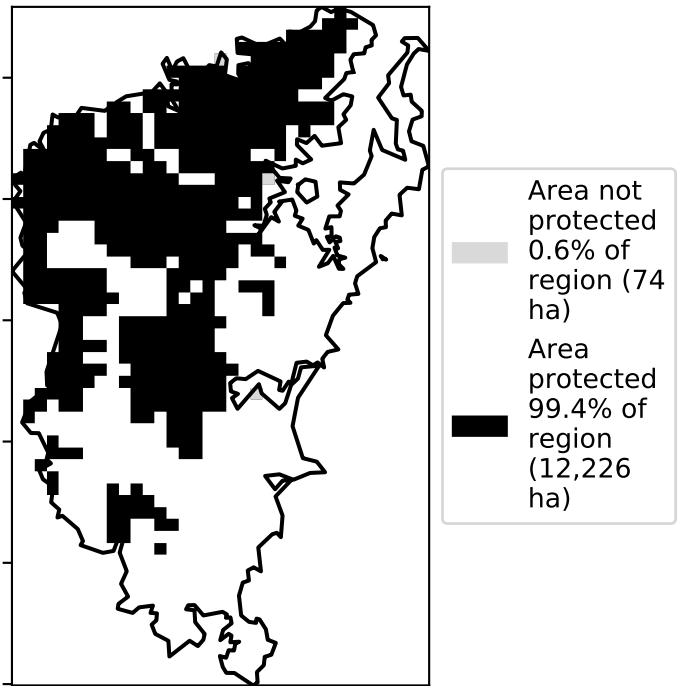 Area not
protected
0.6% of
region (74
ha)
Area
protected
99.4% of
region
(12,226
ha)